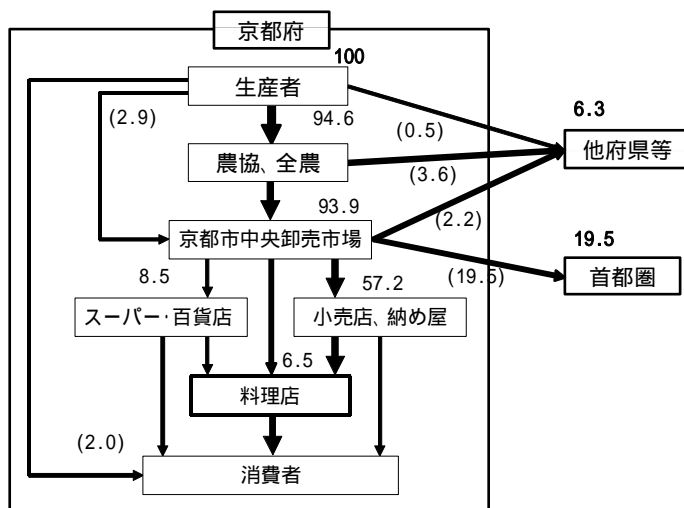 京都府
100
生産者
6.3
(2.9)
94.6
(0.5)
他府県等
農協、全農
(3.6)
93.9
(2.2)
京都市中央卸売市場
19.5
8.5
57.2
(19.5)
首都圏
スーパー・百貨店
小売店、納め屋
6.5
料理店
(2.0)
消費者